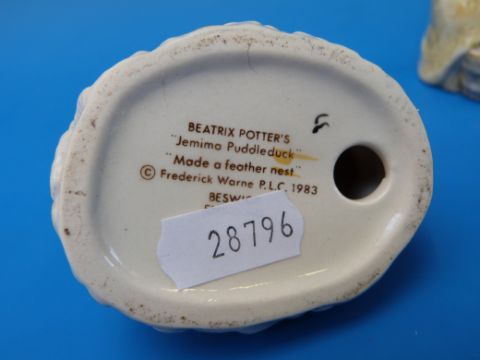 BEATRIX POTTER'S
"Jemima Puddleduck"
"Made a feather nest"
© Frederick Warne P.L.C. 1983
28796